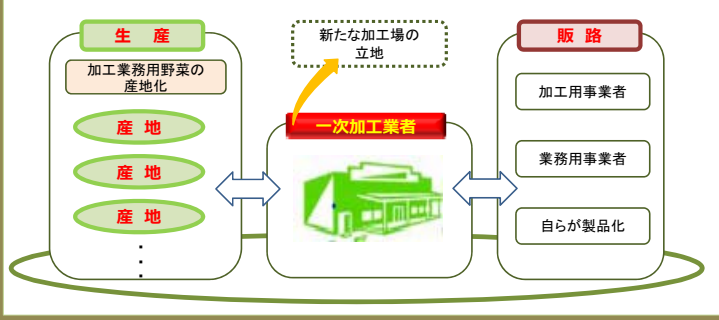 生 産
加工業務用野菜の
産地化
産 地
産 地
産 地
・
・
・
新たな加工場の
立地
一次加工業者
販 路
加工用事業者
業務用事業者
自らが製品化